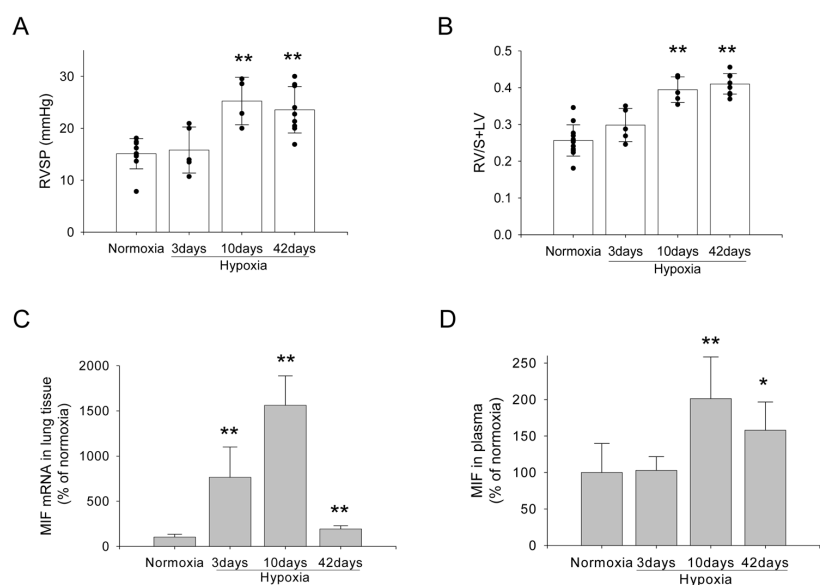 A
** **
30
20
10
0
RVSP (mmHg)
Normoxia 3days 10days 42days
Hypoxia
B
** **
0.5
0.4
0.3
0.2
0.1
0.0
RV/S+LV
Normoxia 3days 10days 42days
Hypoxia
C
2000
1500
1000
500
0
MIF mRNA in lung tissue
(% of normoxia)
**
**
**
Normoxia 3days 10days 42days
Hypoxia
D
250
200
150
100
50
0
MIF in plasma
(% of normoxia)
**
*
Normoxia 3days 10days 42days
Hypoxia